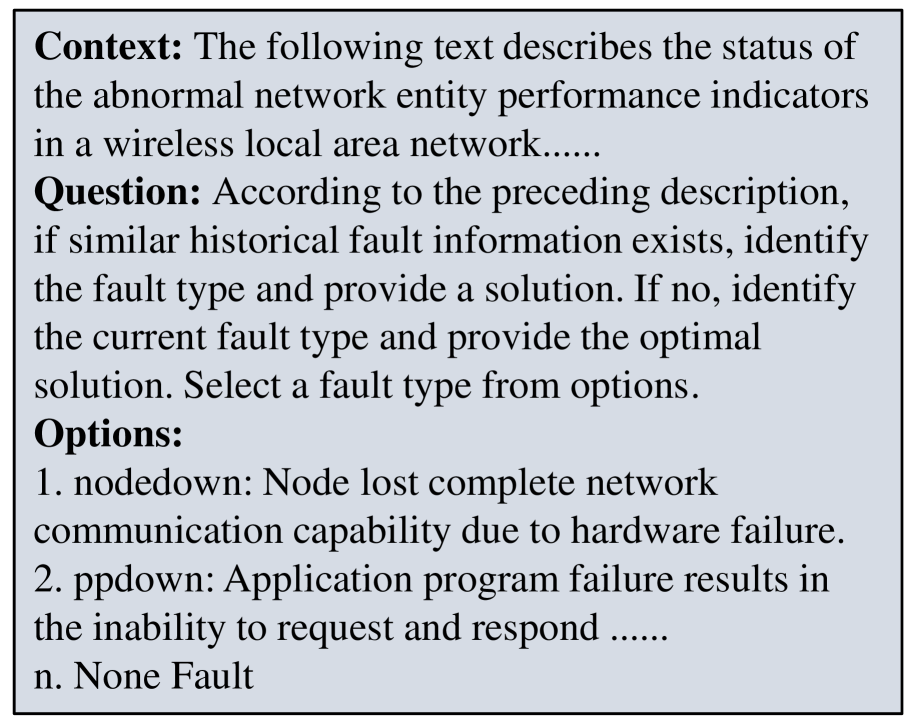 Context: The following text describes the status of
the abnormal network entity performance indicators
in a wireless local area network......
Question: According to the preceding description,
if similar historical fault information exists, identify
the fault type and provide a solution. If no, identify
the current fault type and provide the optimal
solution. Select a fault type from options.
Options:
1. nodedown: Node lost complete network
communication capability due to hardware failure.
2. ppdown: Application program failure results in
the inability to request and respond ......
n. None Fault